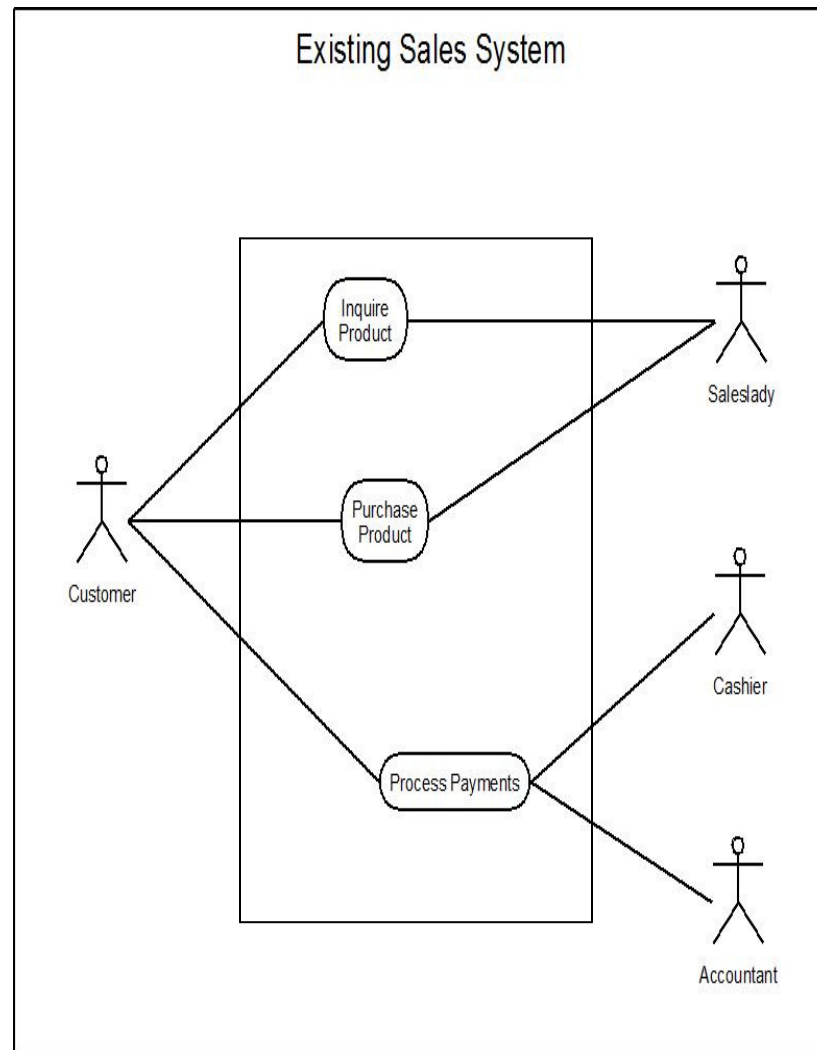 Existing Sales System
Inquire
Product
Saleslady
Purchase
Product
Customer
Cashier
Process Payments
Accountant